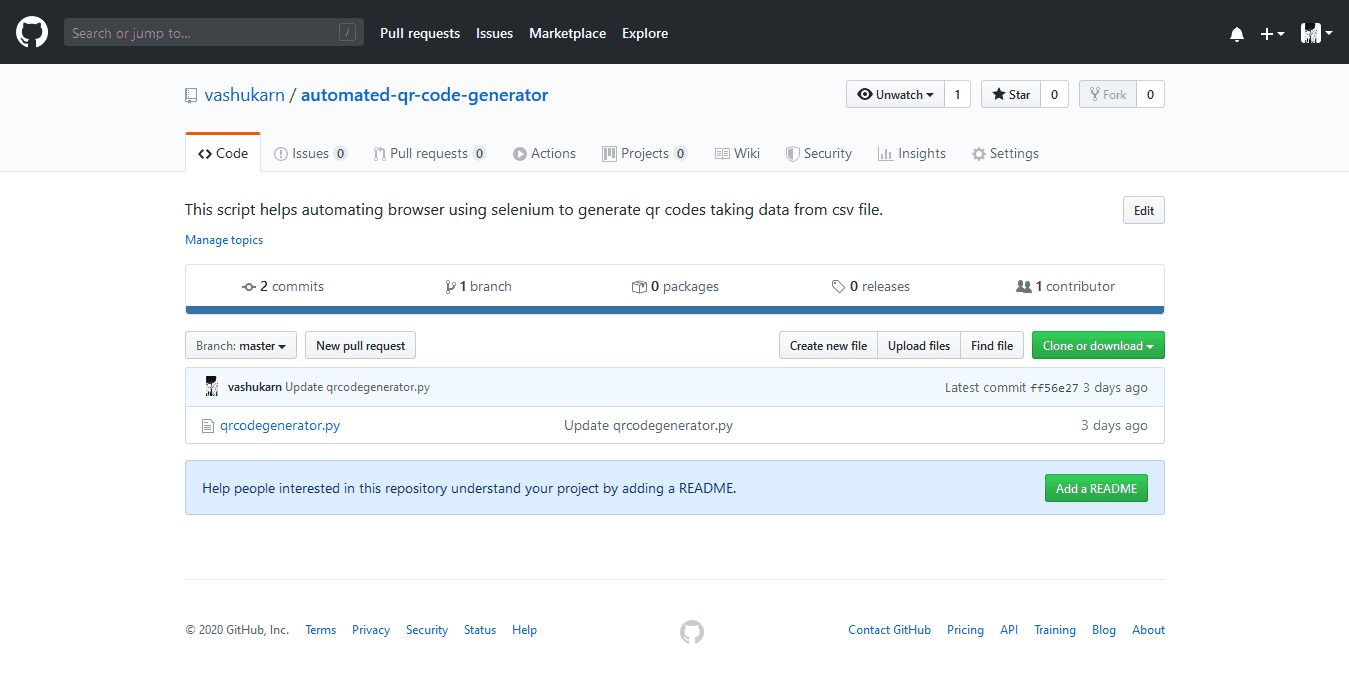 Search or jump to... / Pull requests Issues Marketplace Explore
vashukarn / automated-qr-code-generator Unwatch 1 Star 0 Fork 0
Code Issues 0 Pull requests 0 Actions Projects 0 Wiki Security Insights Settings
This script helps automating browser using selenium to generate qr codes taking data from csv file. Edit
Manage topics
2 commits 1 branch 0 packages 0 releases 1 contributor
Branch: master New pull request Create new file Upload files Find file Clone or download
vashukarn Update qrcodegenerator.py Latest commit ff56e27 3 days ago
qrcodegenerator.py Update qrcodegenerator.py 3 days ago
Help people interested in this repository understand your project by adding a README. Add a README
© 2020 GitHub, Inc. Terms Privacy Security Status Help Contact GitHub Pricing API Training Blog About